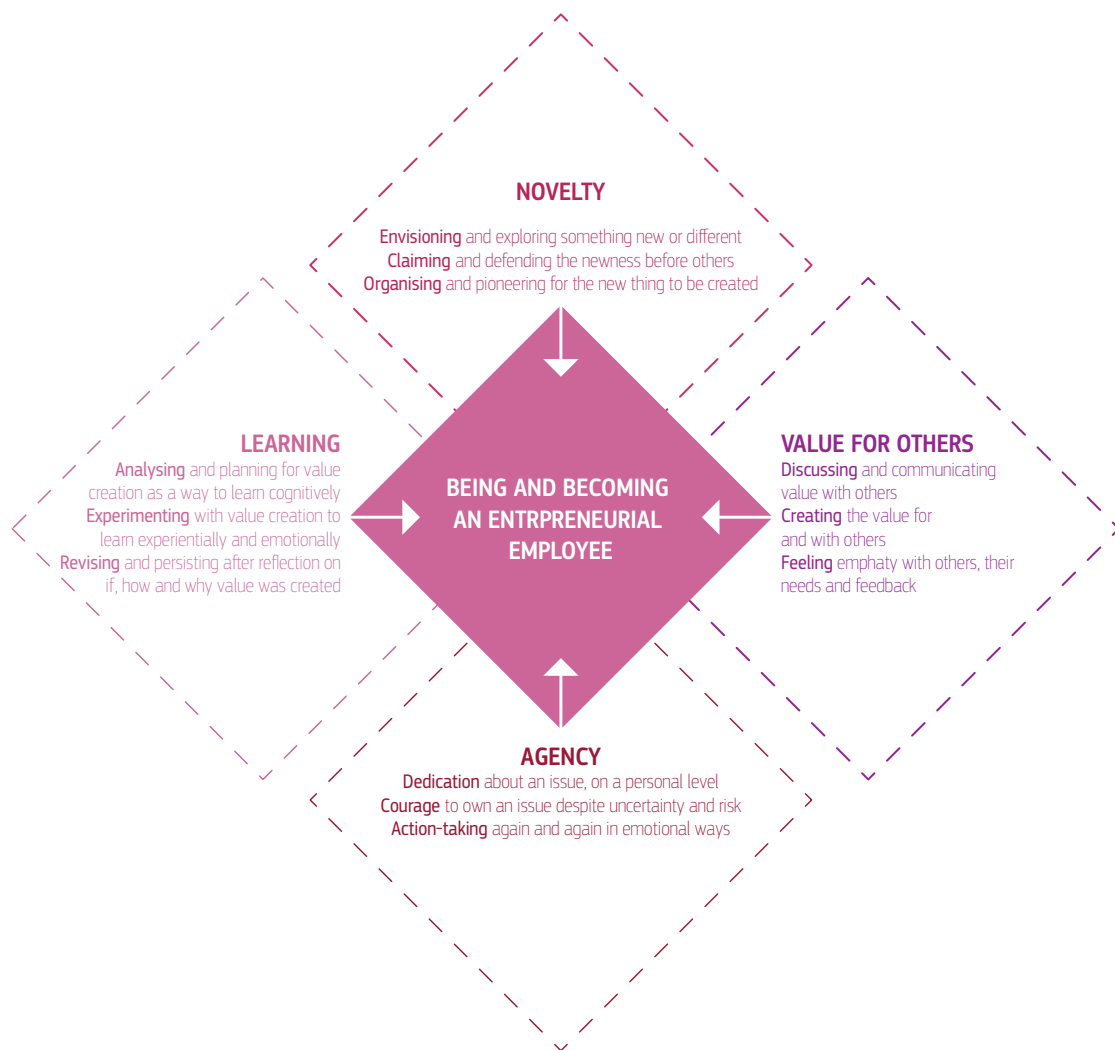 NOVELTY
Envisioning and exploring something new or different
Claiming and defending the newness before others
Organising and pioneering for the new thing to be created
LEARNING
Analysing and planning for value
creation as a way to learn cognitively
Experimenting with value creation to
learn experientially and emotionally
Revising and persisting after reflection on
if, how and why value was created
BEING AND BECOMING
AN ENTRPRENEURIAL
EMPLOYEE
VALUE FOR OTHERS
Discussing and communicating
value with others
Creating the value for
and with others
Feeling emphaty with others, their
needs and feedback
AGENCY
Dedication about an issue, on a personal level
Courage to own an issue despite uncertainty and risk
Action-taking again and again in emotional ways